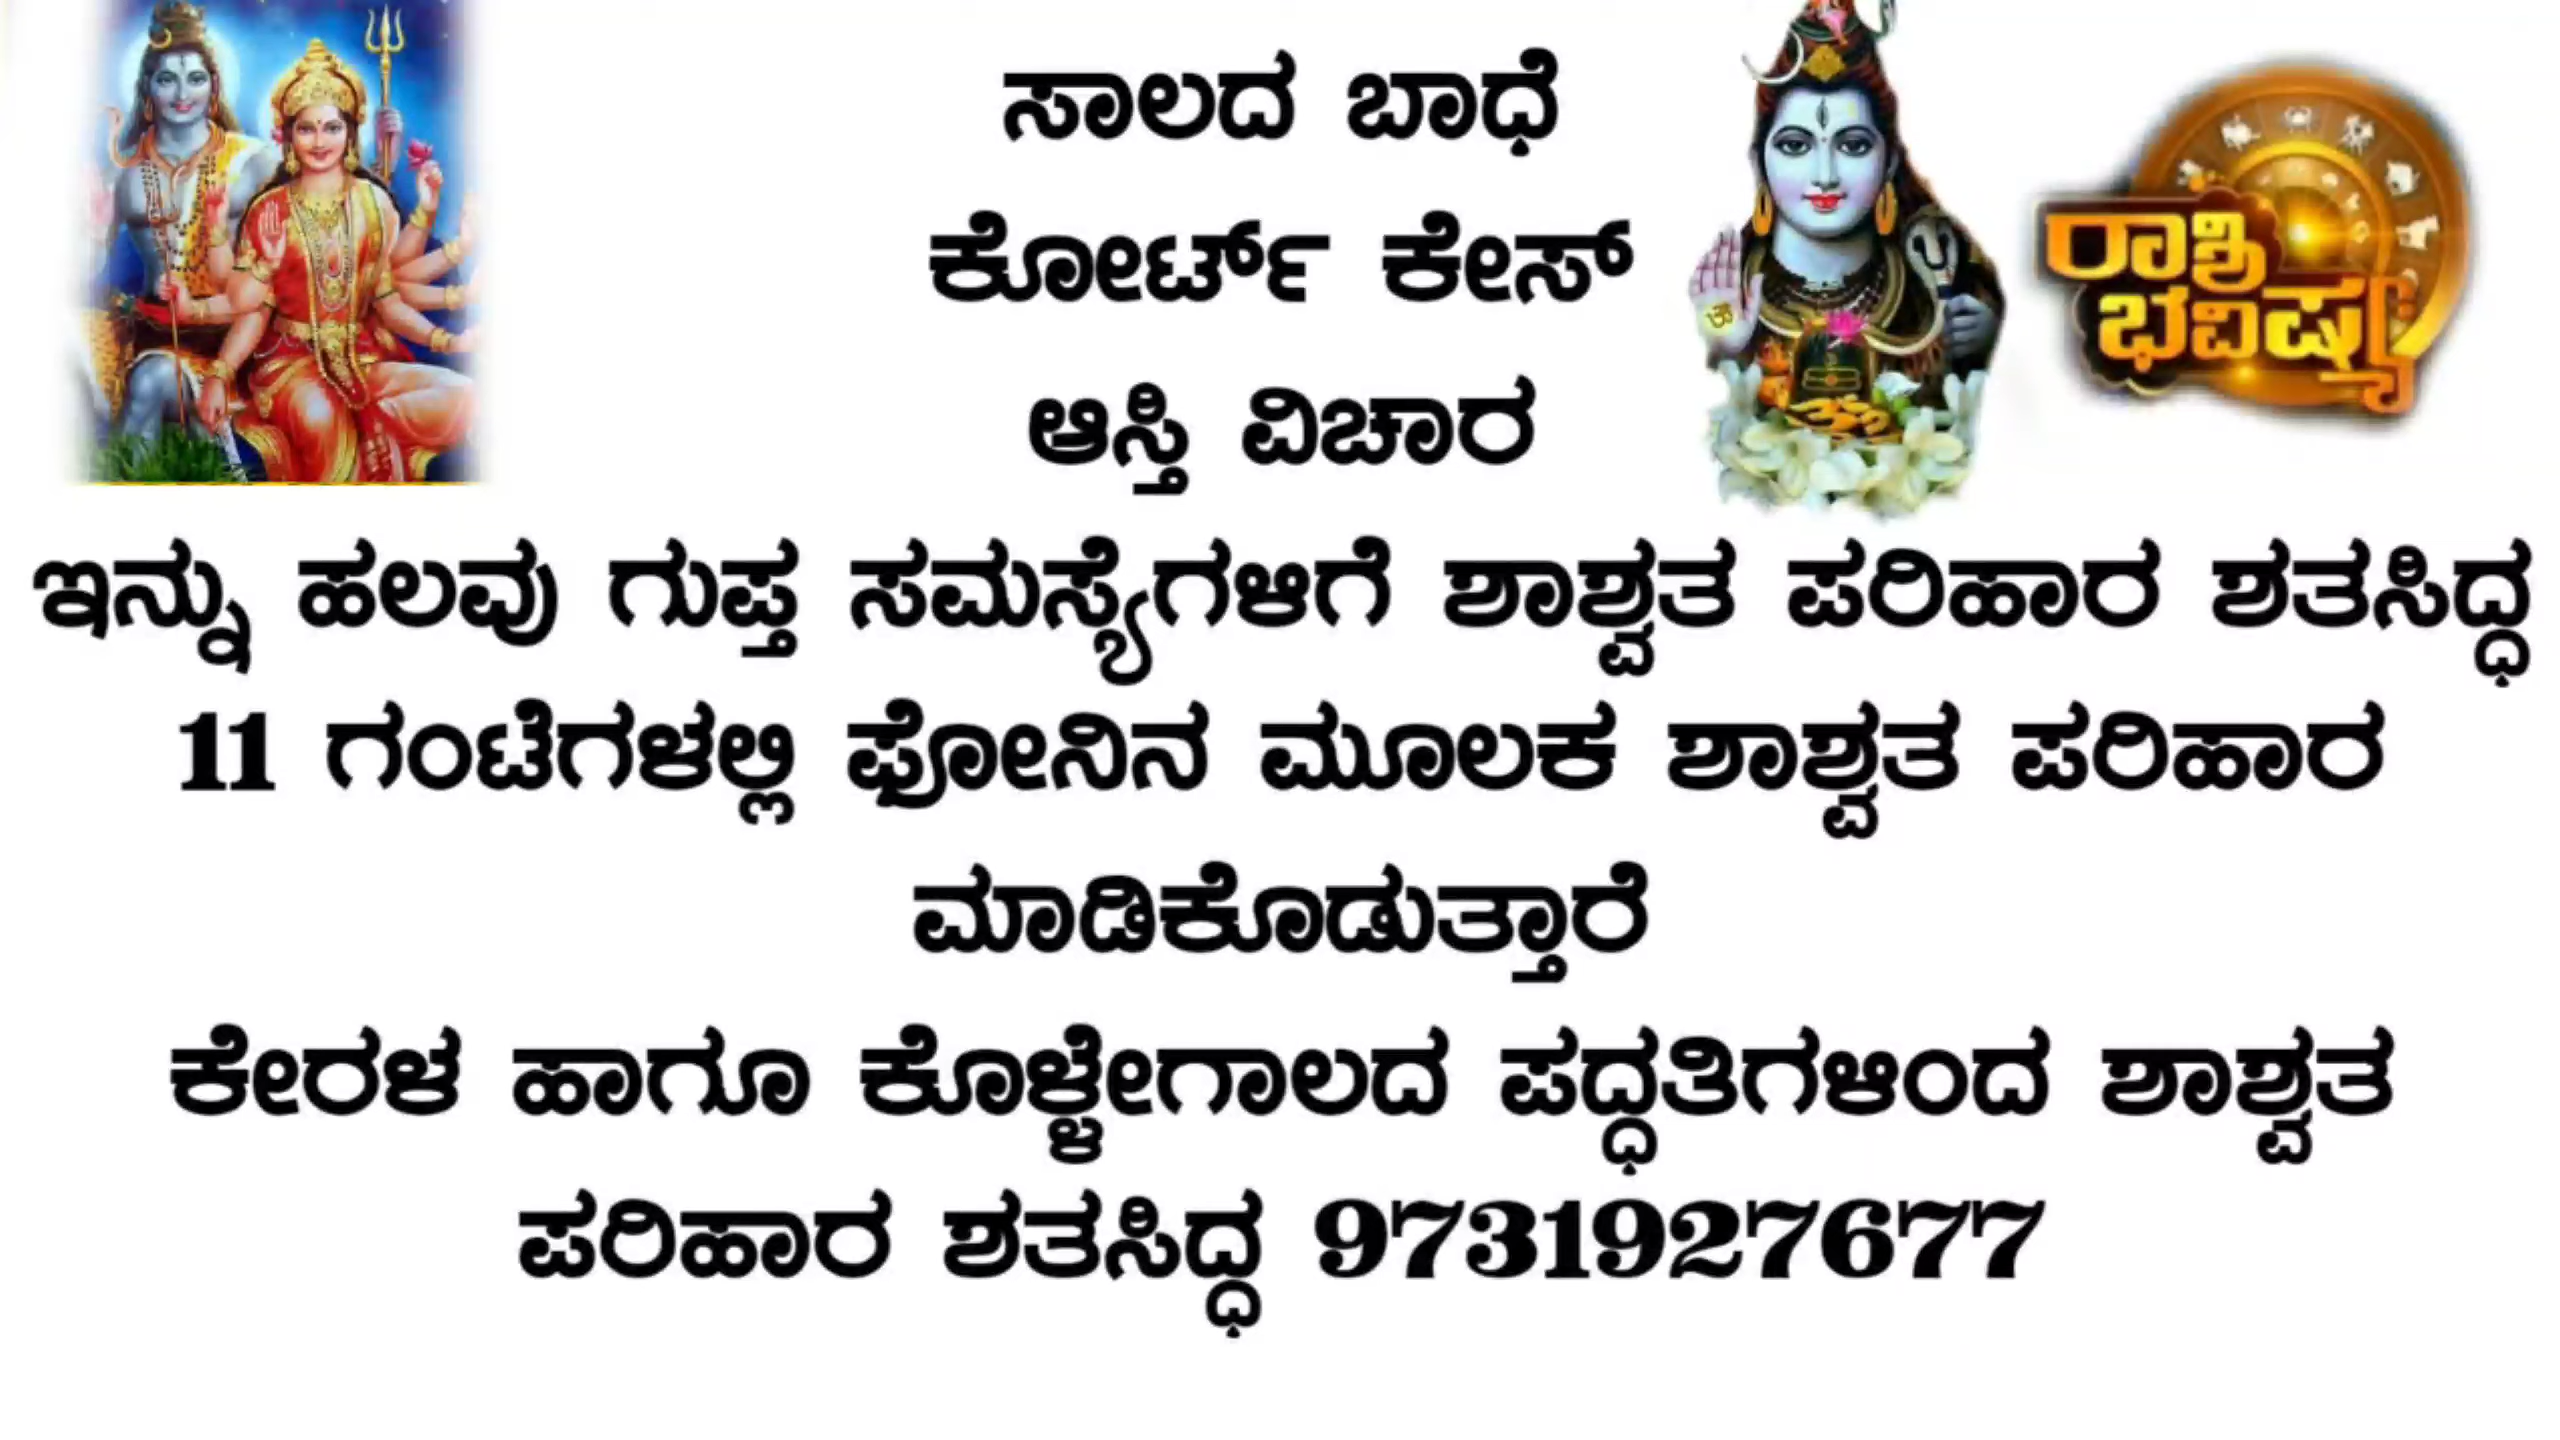 ಸಾಲದ ಬಾಧೆ
ಕೋರ್ಟ್ ಕೇಸ್
ಆಸ್ತಿ ವಿಚಾರ
ರಾಶಿ
ಭವಿಷ್ಯ
ಇನ್ನು ಹಲವು ಗುಪ್ತ ಸಮಸ್ಯೆಗಳಿಗೆ ಶಾಶ್ವತ ಪರಿಹಾರ ಶತಸಿದ್ಧ
11 ಗಂಟೆಗಳಲ್ಲಿ ಫೋನಿನ ಮೂಲಕ ಶಾಶ್ವತ ಪರಿಹಾರ
ಮಾಡಿಕೊಡುತ್ತಾರೆ
ಕೇರಳ ಹಾಗೂ ಕೊಳ್ಳೇಗಾಲದ ಪದ್ಧತಿಗಳಿಂದ ಶಾಶ್ವತ
ಪರಿಹಾರ ಶತಸಿದ್ಧ 9731927677